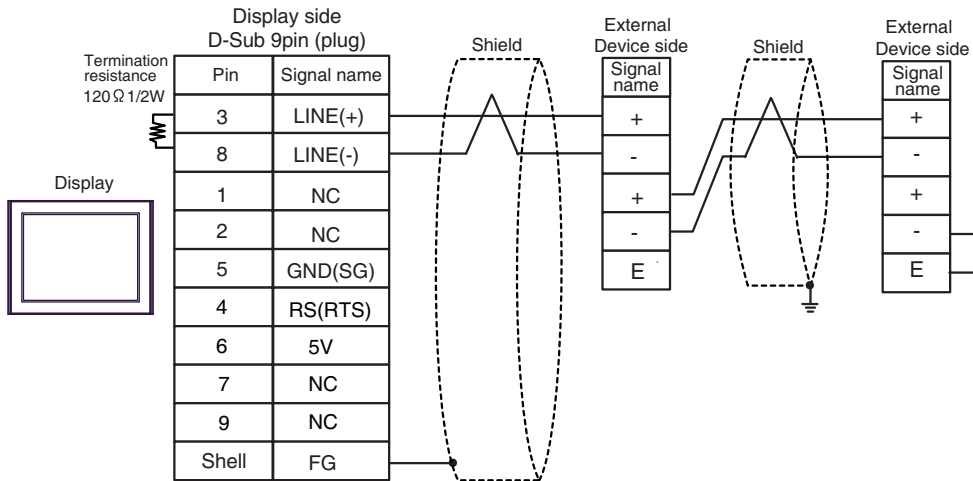 Display side
D-Sub 9pin (plug)
Termination
resistance
120Ω 1/2W
Pin Signal name
3 LINE(+)
8 LINE(-)
1 NC
2 NC
5 GND(SG)
4 RS(RTS)
6 5V
7 NC
9 NC
Shell FG
Display
Shield
External
Device side
Signal
name
+
-
+
-
E
Shield
External
Device side
Signal
name
+
-
+
-
E